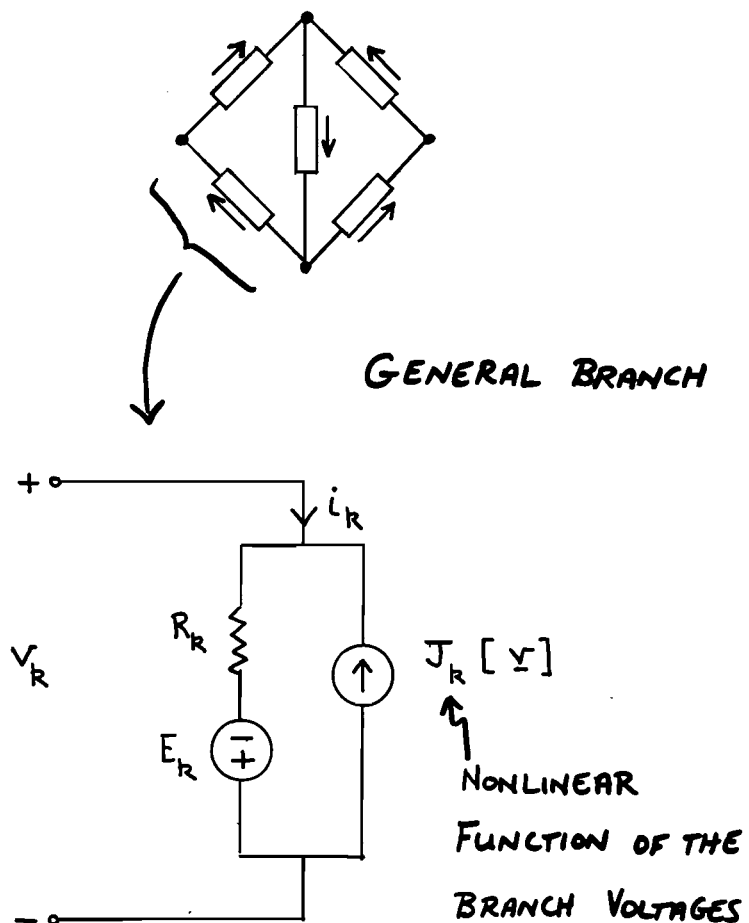 GENERAL BRANCH
+
i_k
R_k
v_k
J_k [v]
E_k
−
+
NONLINEAR
FUNCTION OF THE
BRANCH VOLTAGES
−